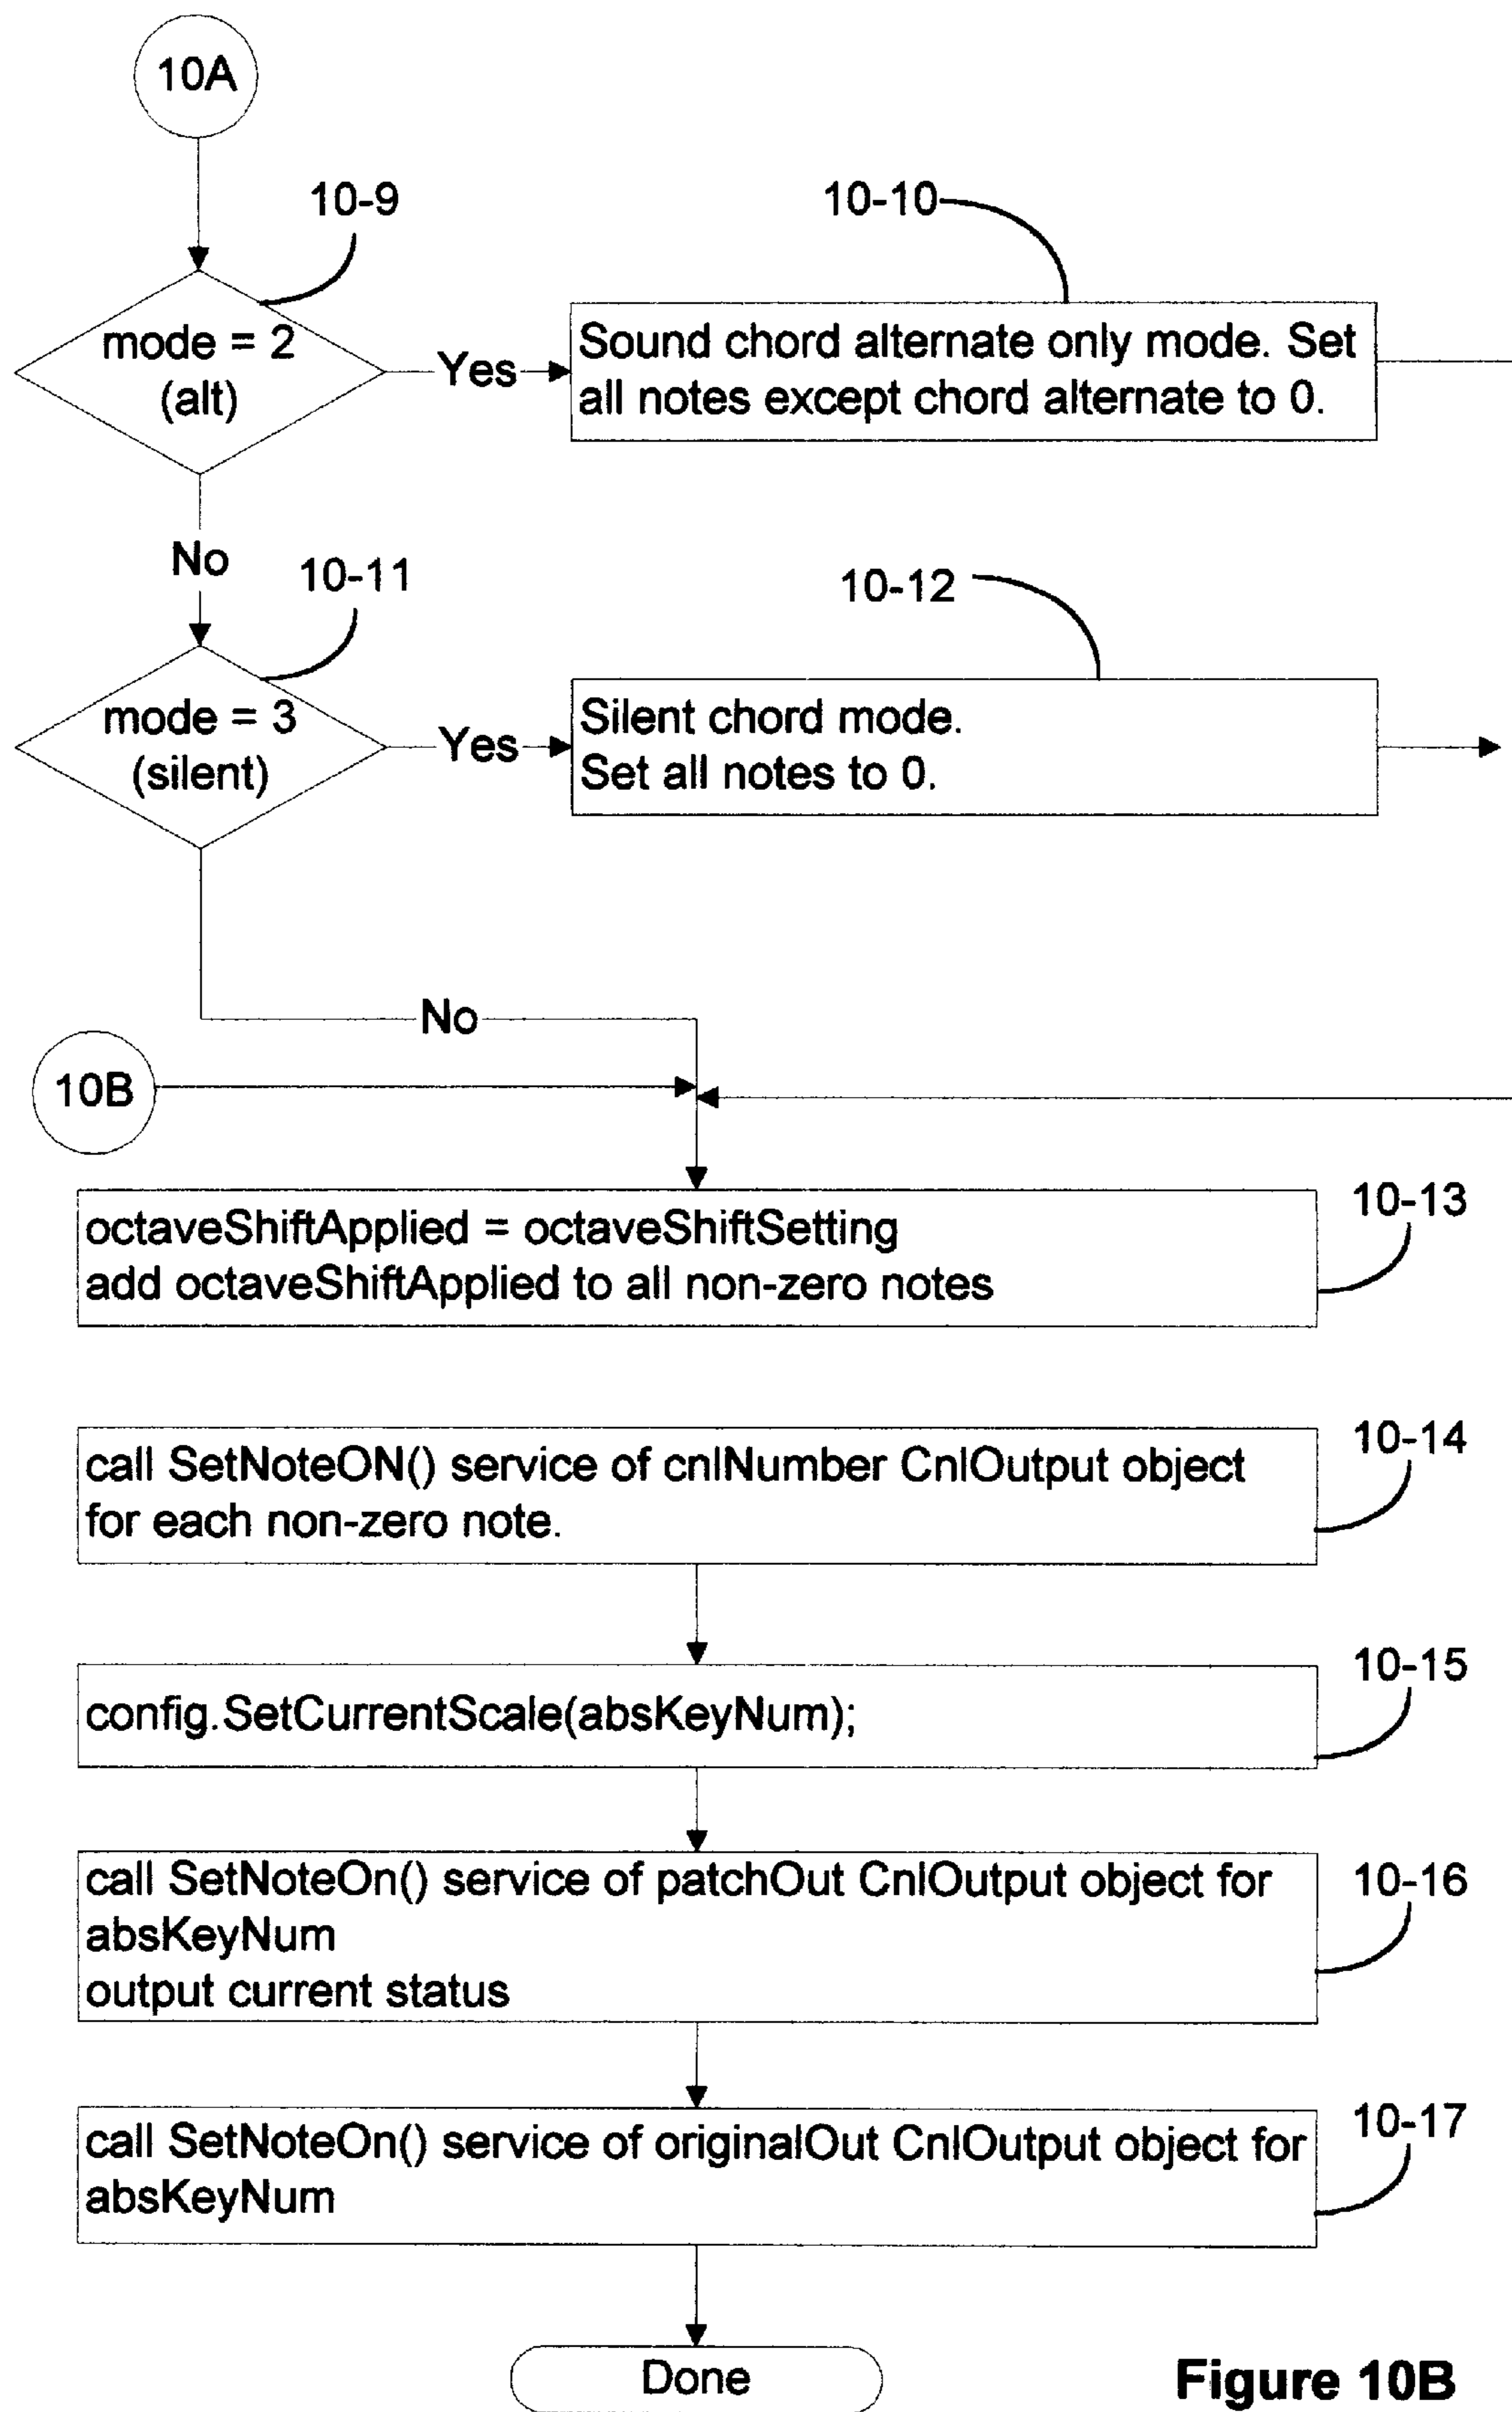 10A
10-9
10-10
mode = 2
(alt)
Yes
Sound chord alternate only mode. Set
all notes except chord alternate to 0.
No
10-11
10-12
mode = 3
(silent)
Yes
Silent chord mode.
Set all notes to 0.
No
10B
10-13
octaveShiftApplied = octaveShiftSetting
add octaveShiftApplied to all non-zero notes
10-14
call SetNoteON() service of cnlNumber CnlOutput object
for each non-zero note.
10-15
config.SetCurrentScale(absKeyNum);
10-16
call SetNoteOn() service of patchOut CnlOutput object for
absKeyNum
output current status
10-17
call SetNoteOn() service of originalOut CnlOutput object for
absKeyNum
Done
Figure 10B